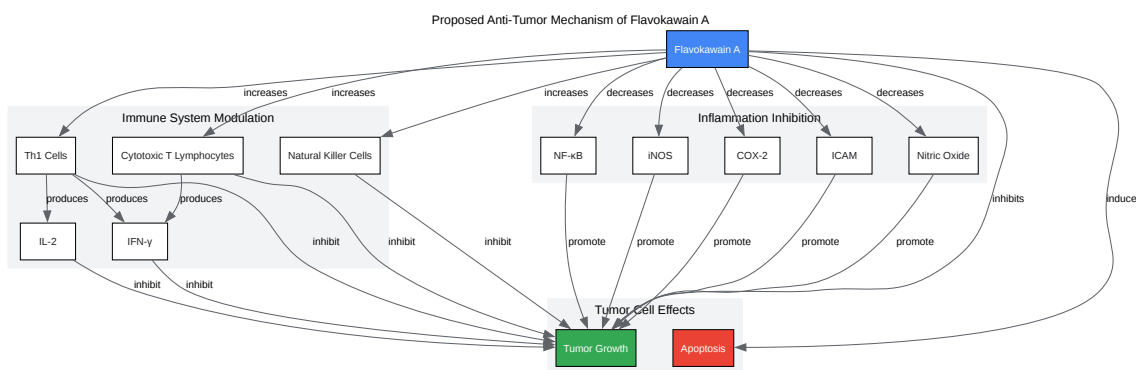 Proposed Anti-Tumor Mechanism of Flavokawain A
Flavokawain A
increases
increases
increases
decreases
decreases
decreases
decreases
decreases
Immune System Modulation
Inflammation Inhibition
Th1 Cells
Cytotoxic T Lymphocytes
Natural Killer Cells
NF-κB
iNOS
COX-2
ICAM
Nitric Oxide
produces
produces
produces
inhibits
induce
IL-2
IFN-γ
inhibit
inhibit
inhibit
promote
promote
promote
promote
promote
inhibit
inhibit
Tumor Cell Effects
Tumor Growth
Apoptosis